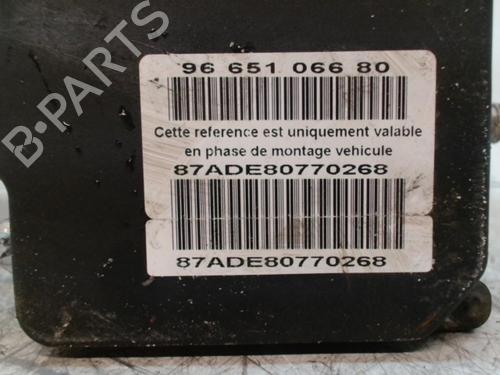 96 651 066 80
Cette reference est uniquement valable
en phase de montage vehicule
87ADE80770268
87ADE80770268
B-PARTS